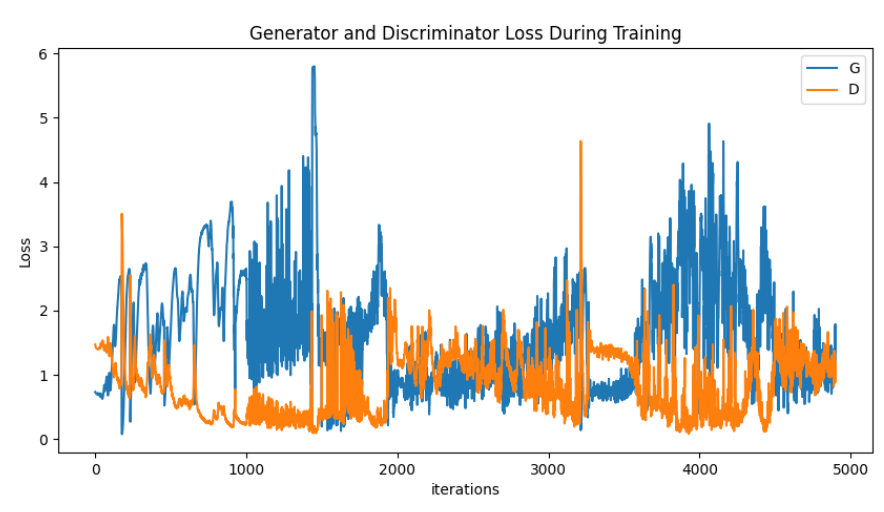 Generator and Discriminator Loss During Training
6
5
4
3
2
1
0
Loss
G
D
0 1000 2000 3000 4000 5000
iterations